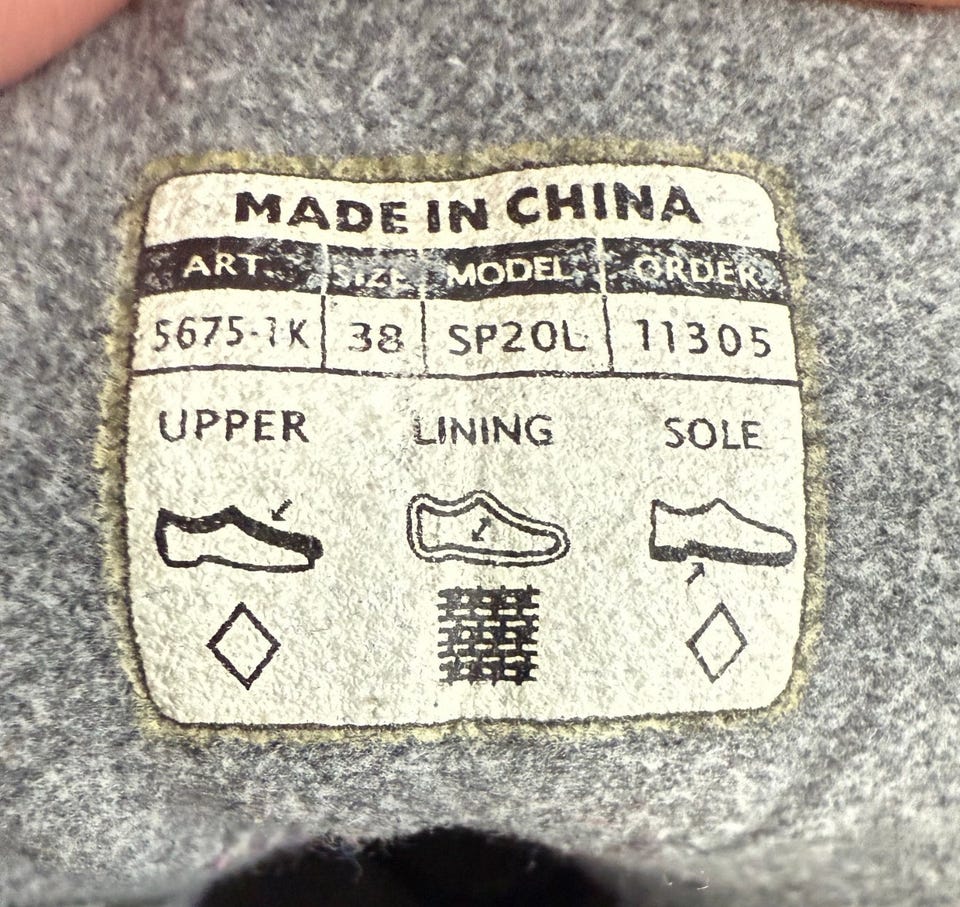 MADE IN CHINA
ART. SIZE MODEL ORDER
5675-1K 38 SP20L 11305
UPPER LINING SOLE